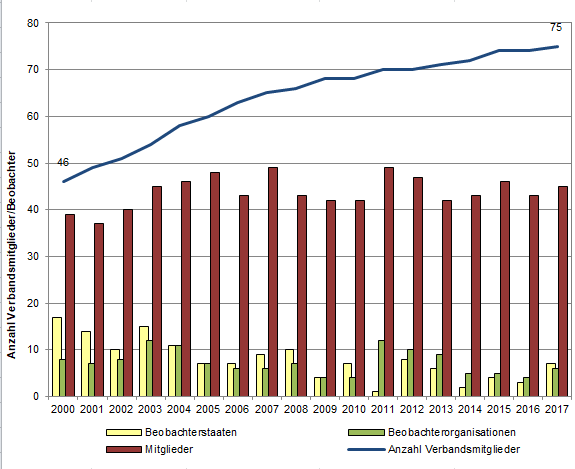 Anzahl Verbandsmitglieder/Beobachter
80
70
60
50
40
30
20
10
0
46
75
2000 2001 2002 2003 2004 2005 2006 2007 2008 2009 2010 2011 2012 2013 2014 2015 2016 2017
Beobachterstaaten Beobachterorganisationen
Mitglieder Anzahl Verbandsmitglieder